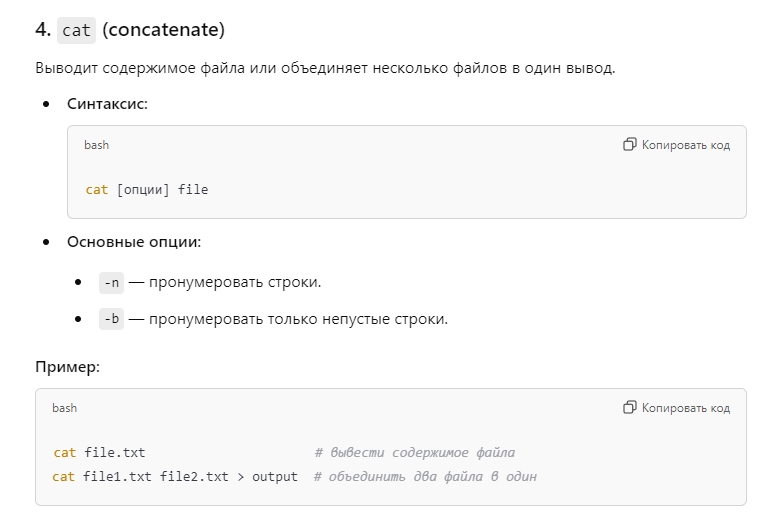 4. cat (concatenate)
Выводит содержимое файла или объединяет несколько файлов в один вывод.
• Синтаксис:
bash Копировать код
cat [опции] file
• Основные опции:
• -n — пронумеровать строки.
• -b — пронумеровать только непустые строки.
Пример:
bash Копировать код
cat file.txt # вывести содержимое файла
cat file1.txt file2.txt > output # объединить два файла в один